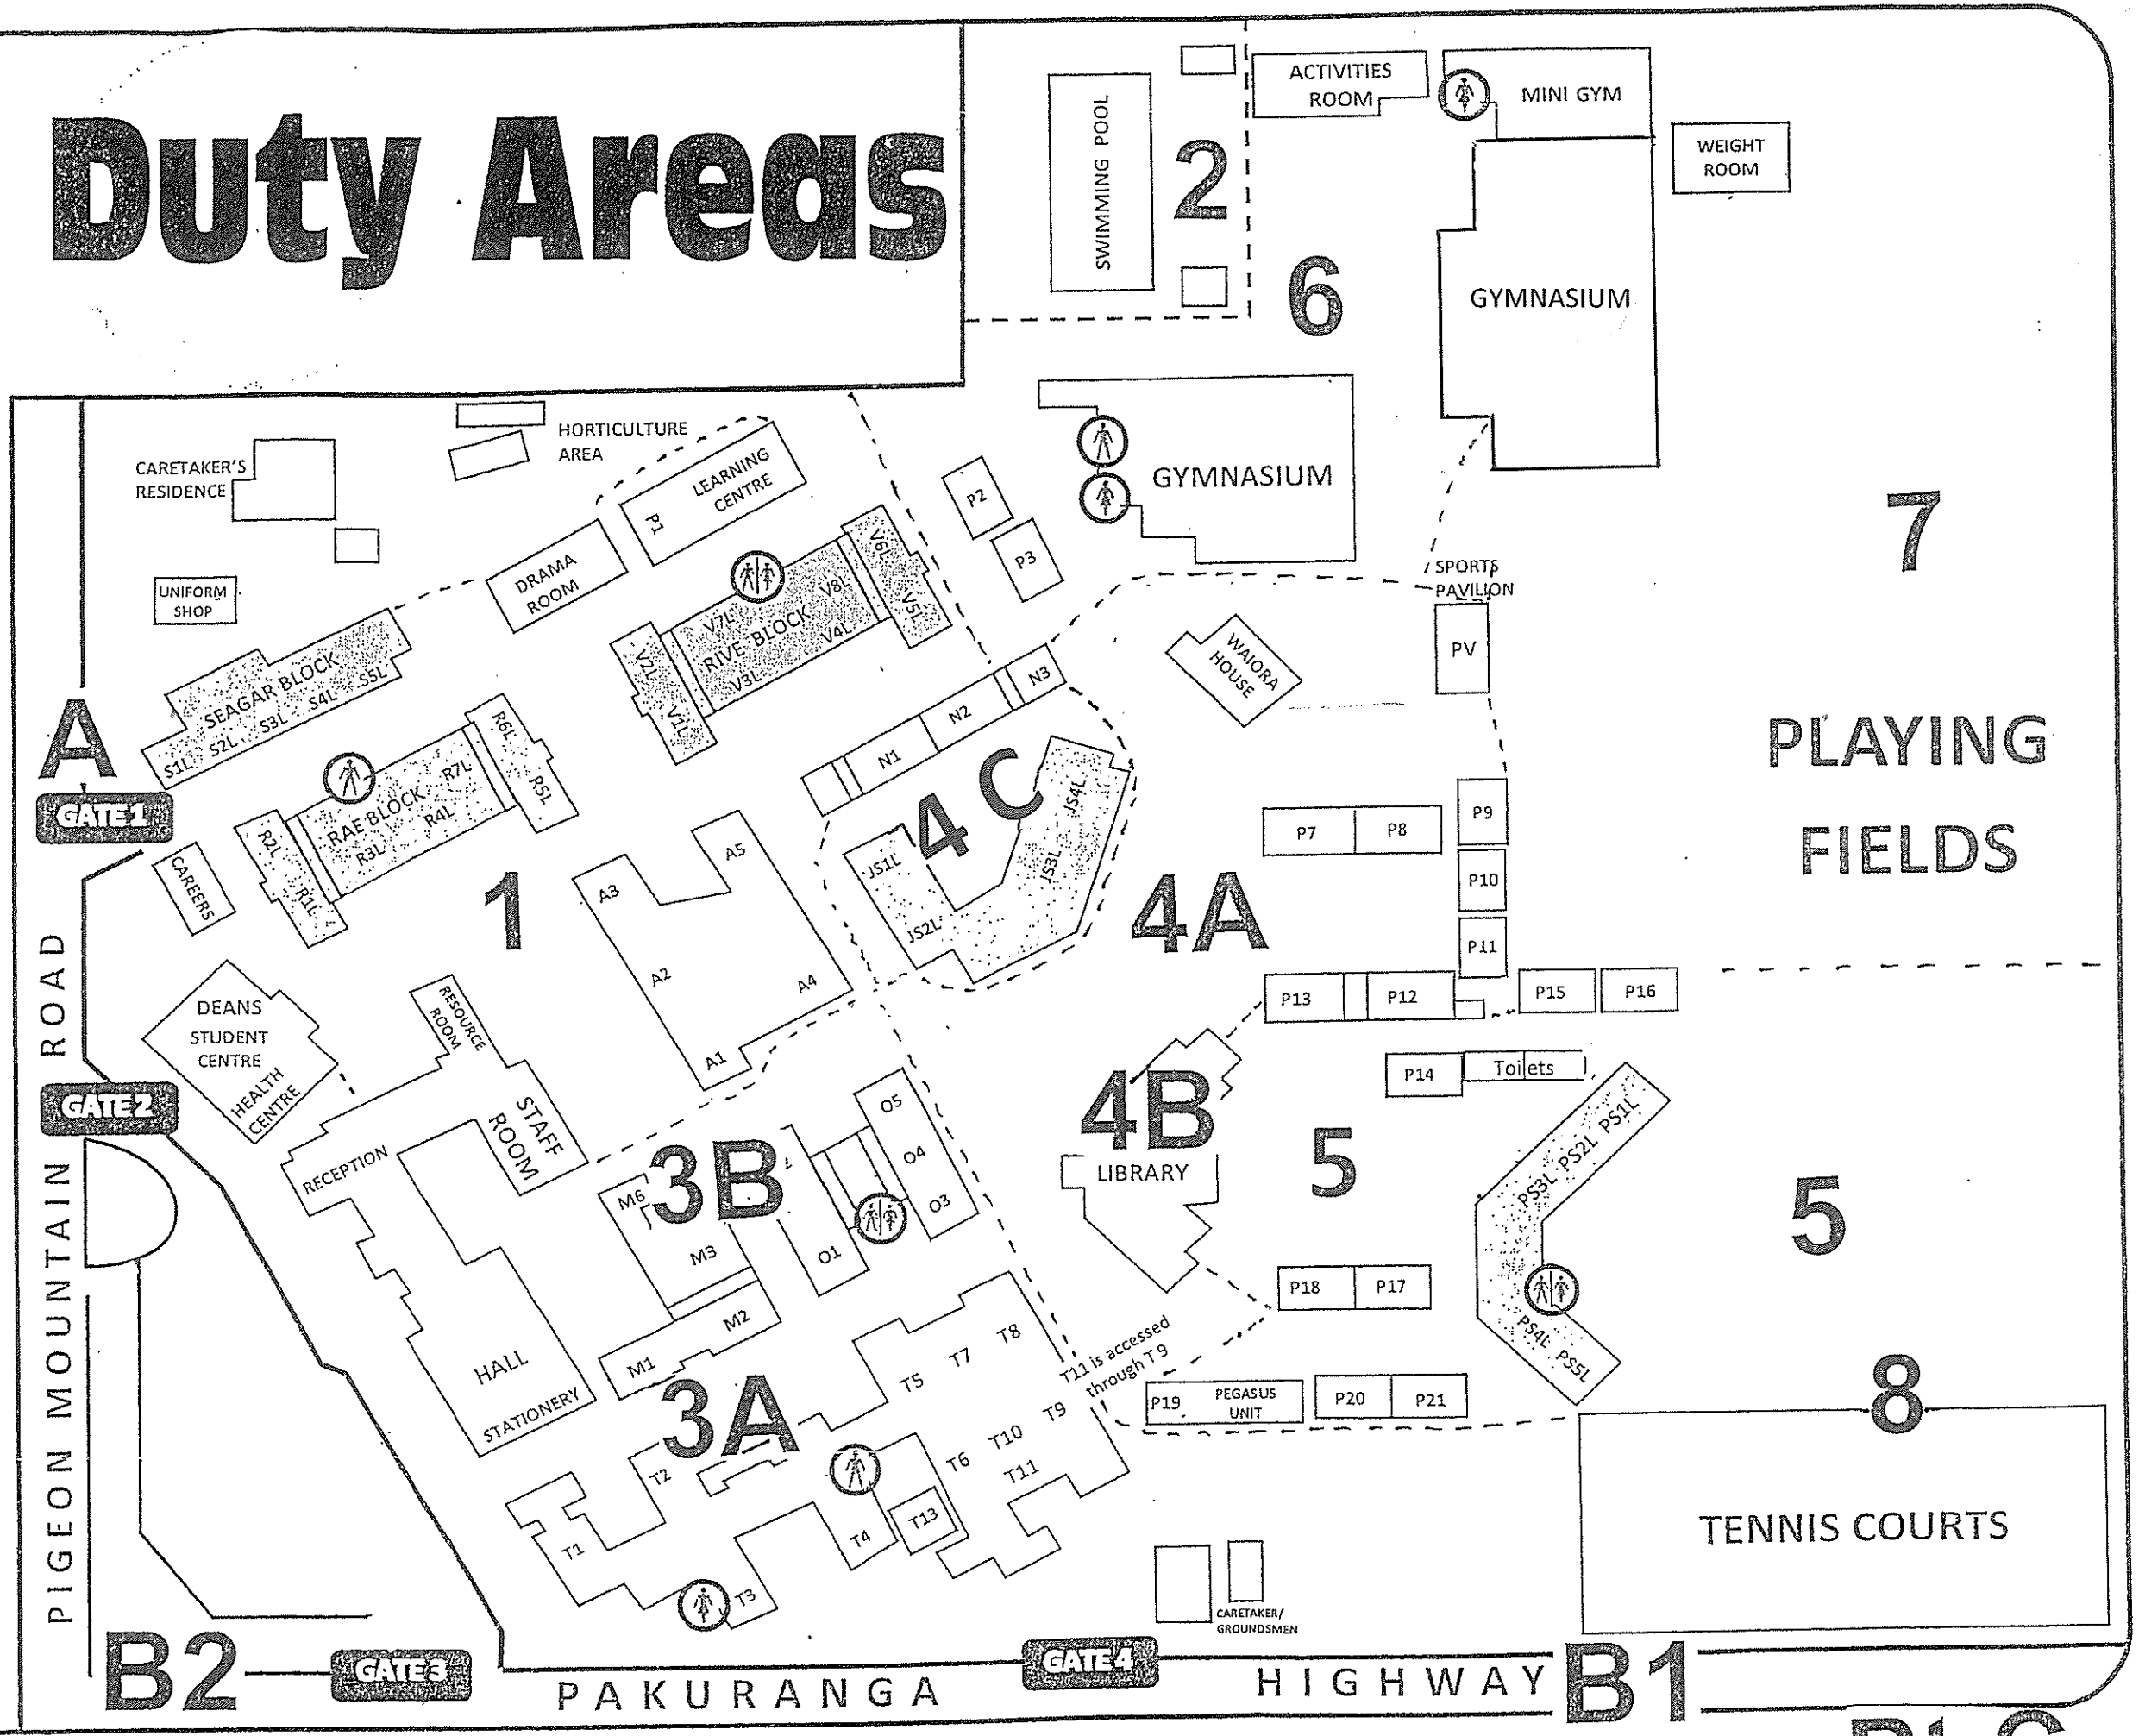 Duty Areas
SWIMMING POOL
2
ACTIVITIES
ROOM
MINI GYM
WEIGHT
ROOM
6
GYMNASIUM
HORTICULTURE
AREA
CARETAKER'S
RESIDENCE
LEARNING
CENTRE
P1
P2
P3
GYMNASIUM
7
DRAMA
ROOM
UNIFORM
SHOP
V6L
V8L
V7L
RIVE BLOCK
V5L
V4L
V3L
V2L
V1L
SPORTS
PAVILION
PV
WAIORA
HOUSE
N3
N2
N1
SEAGAR BLOCK
S5L
S4L
S3L
S2L
S1L
A
GATE 1
R6L
R7L
R5L
RAE BLOCK
R4L
R3L
R2L
R1L
CAREERS
1
PLAYING
FIELDS
4C
JS4L
JS3L
JS1L
JS2L
4A
P7
P8
P9
P10
P11
P13
P12
P15
P16
A5
A3
A2
A4
A1
DEANS
STUDENT
CENTRE
HEALTH
CENTRE
RESOURCE
ROOM
STAFF
ROOM
RECEPTION
GATE 2
PIGEON MOUNTAIN ROAD
4B
LIBRARY
5
P14
Toilets
PS1L
PS2L
PS3L
5
3B
M6
M3
M2
M1
O5
O4
O3
O1
P18
P17
PS4L
PS5L
HALL
STATIONERY
3A
T8
T7
T5
T11 is accessed
through T9
P19
PEGASUS
UNIT
P20
P21
8
T9
T10
T6
T11
T2
T13
T4
T1
T3
TENNIS COURTS
CARETAKER/
GROUNDSMEN
B2
GATE 3
GATE 4
PAKURANGA HIGHWAY
B1